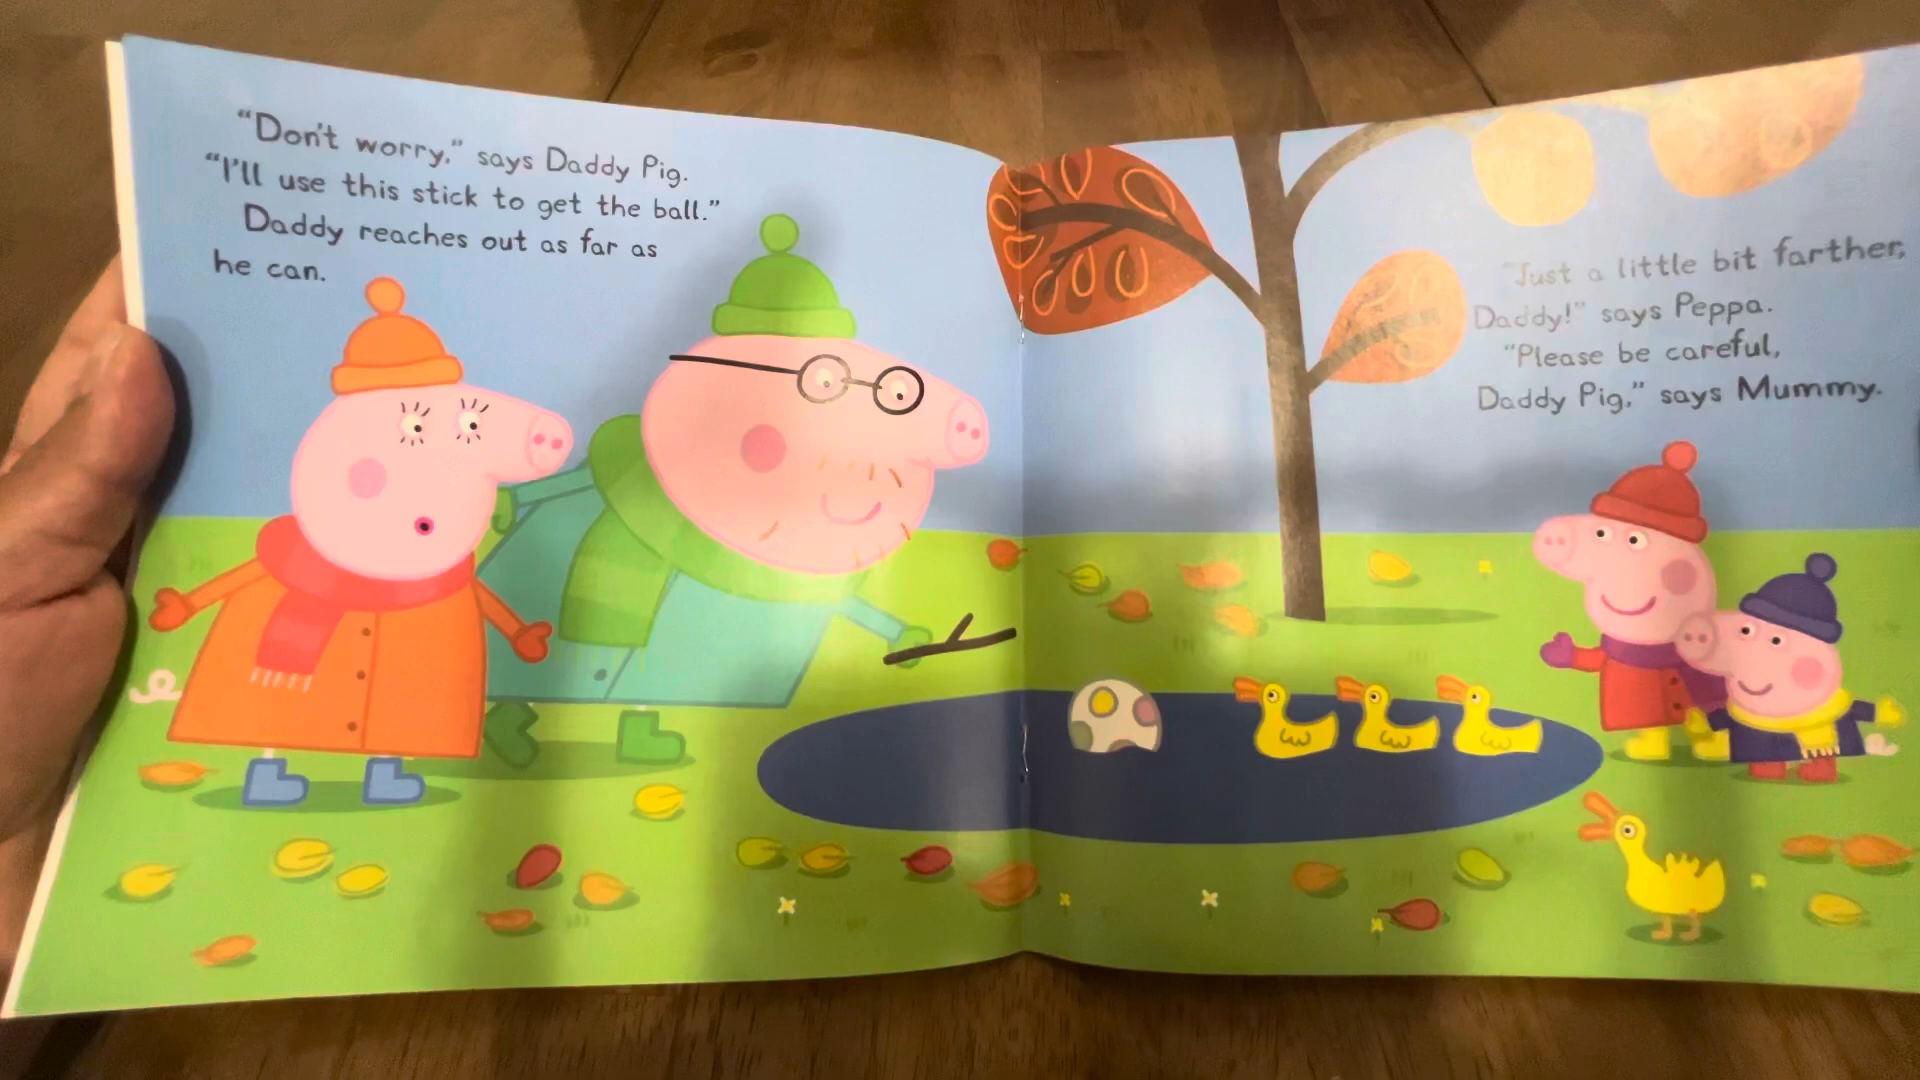 “Don't worry,” says Daddy Pig.
“I'll use this stick to get the ball.”
Daddy reaches out as far as
he can.
“Just a little bit farther,
Daddy!” says Peppa.
“Please be careful,
Daddy Pig,” says Mummy.